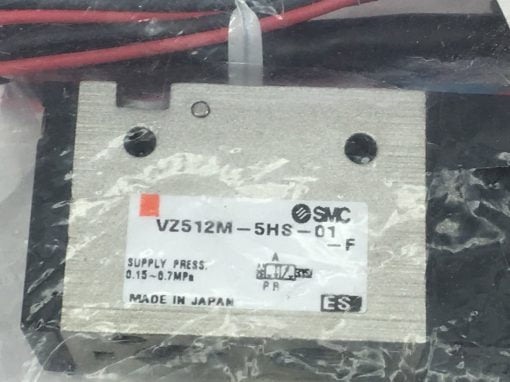 SMC
VZ512M-5HS-01
-F
SUPPLY PRESS.
0.15~0.7MPa
A
P R
MADE IN JAPAN
ES